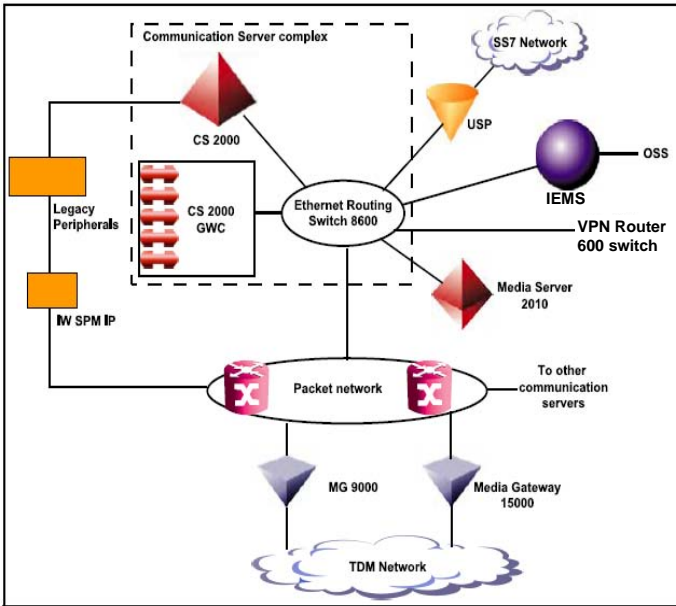 Communication Server complex
SS7 Network
CS 2000
USP
OSS
IEMS
Legacy
Peripherals
CS 2000
GWC
Ethernet Routing
Switch 8600
VPN Router
600 switch
Media Server
2010
IW SPM IP
Packet network
To other
communication
servers
MG 9000
Media Gateway
15000
TDM Network